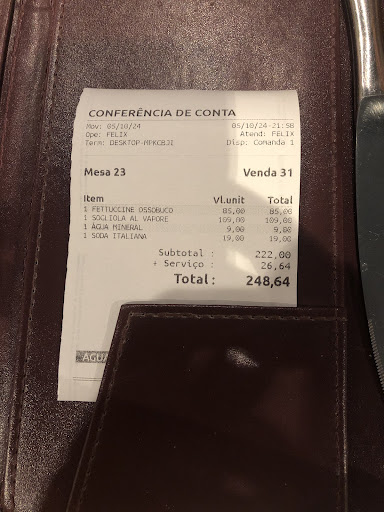 CONFERÊNCIA DE CONTA
Mov: 05/10/24 05/10/24-21:58
Ope: FELIX Atend: FELIX
Term: DESKTOP-MFKCBJI Disp: Comanda 1
Mesa 23 Venda 31
Item Vl.unit Total
1 FETTUCCINE OSSOBUCO 85,00 85,00
1 SOGLIOLA AL VAPORE 109,00 109,00
1 ÁGUA MINERAL 9,00 9,00
1 SODA ITALIANA 19,00 19,00
Subtotal : 222,00
+ Serviço : 26,64
Total: 248,64